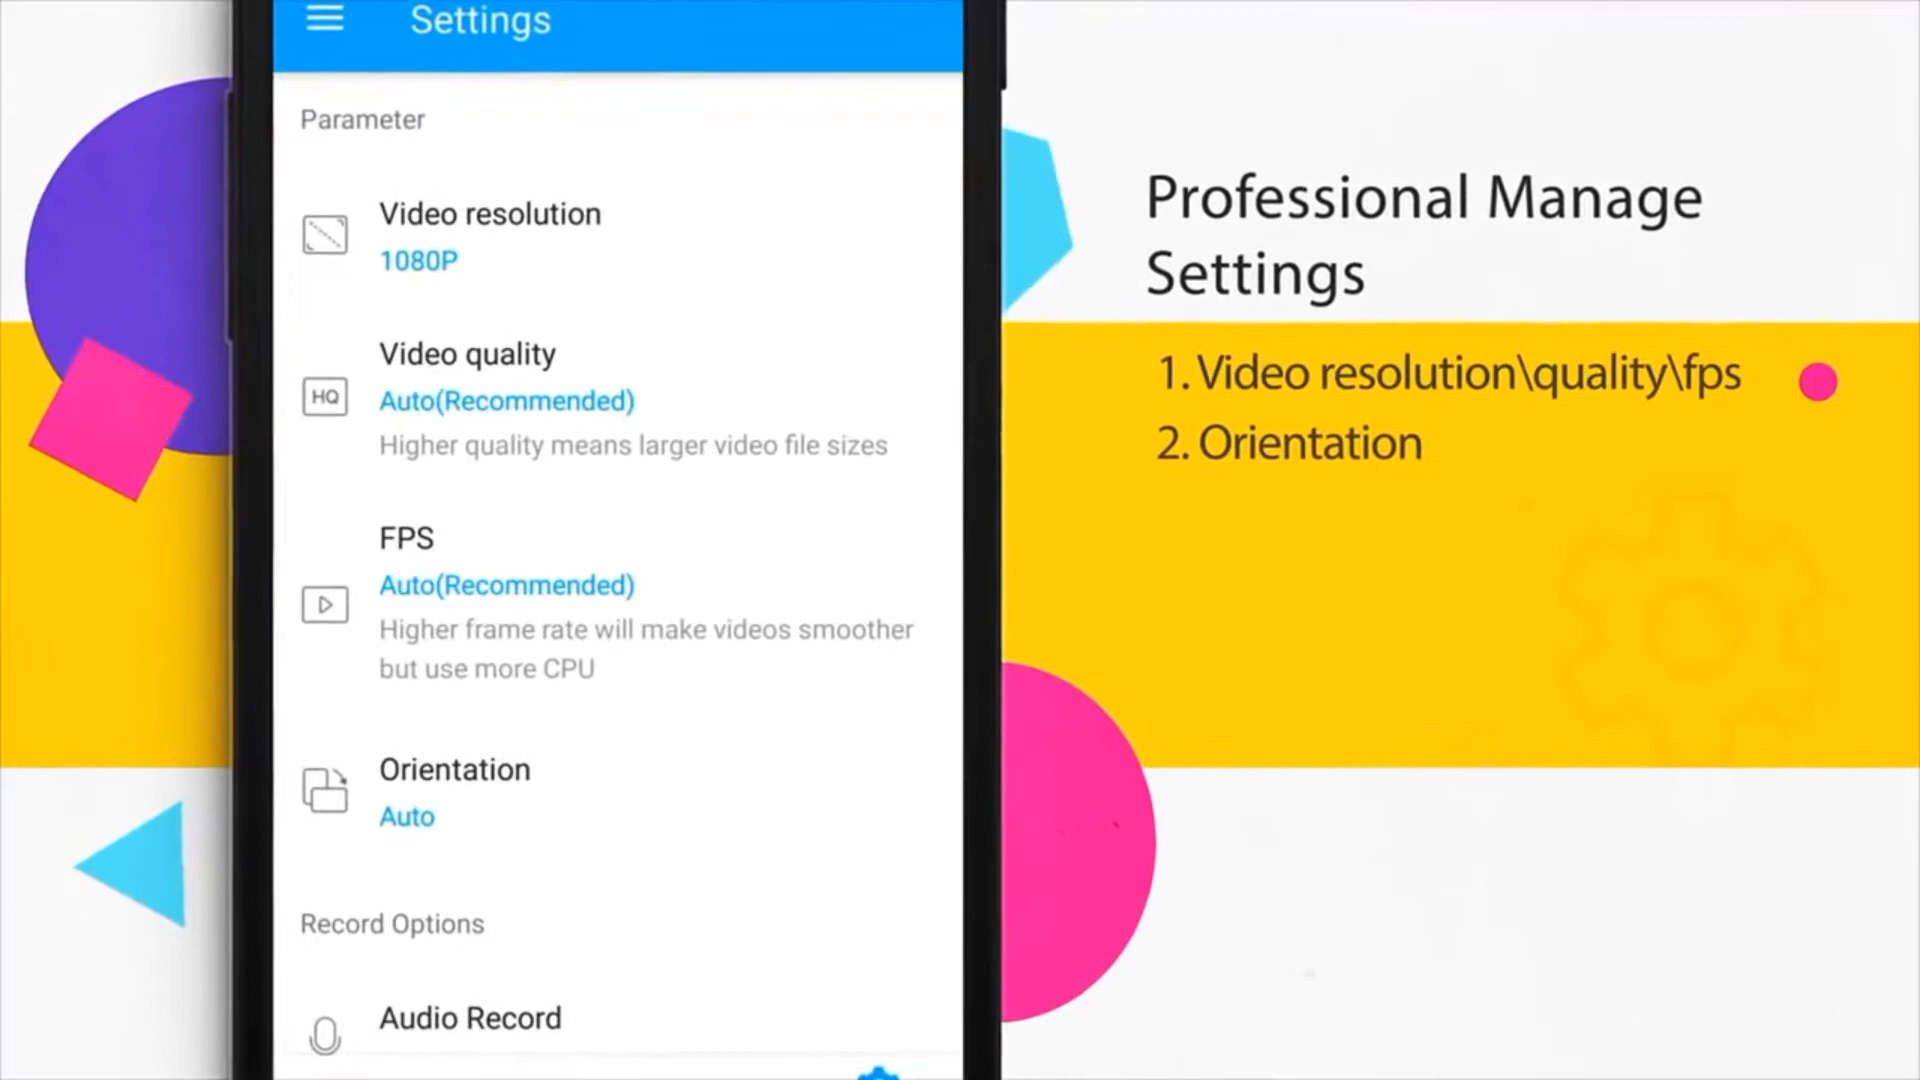 Settings
Parameter
Video resolution
1080P
Video quality
HQ
Auto(Recommended)
Higher quality means larger video file sizes
FPS
Auto(Recommended)
Higher frame rate will make videos smoother
but use more CPU
Orientation
Auto
Record Options
Audio Record
Professional Manage
Settings
1. Video resolution\quality\fps
2. Orientation